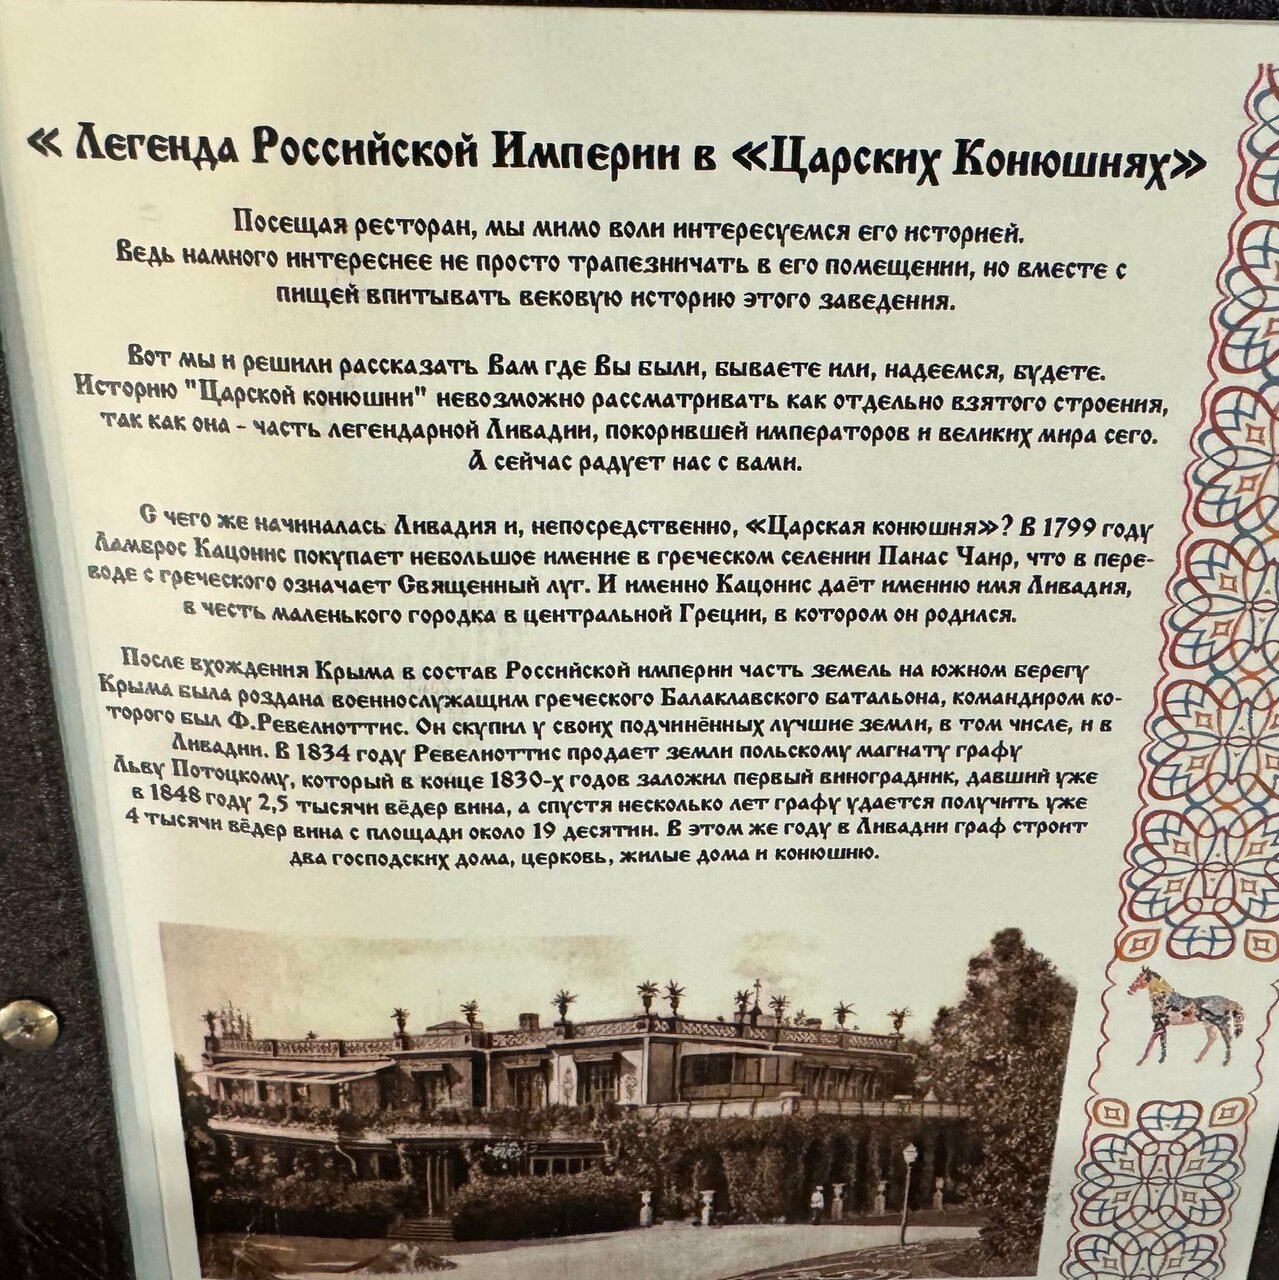 « Легенда Российской Империи в «Царских Конюшнях»
Посещая ресторан, мы мимо воли интересуемся его историей.
Ведь намного интереснее не просто трапезничать в его помещении, но вместе с
пищей впитывать вековую историю этого заведения.
Вот мы и решили рассказать Вам где Вы были, бываете или, надеемся, будете.
Историю "Царской конюшни" невозможно рассматривать как отдельно взятого строения,
так как она - часть легендарной Ливадии, покорившей императоров и великих мира сего.
А сейчас радует нас с вами.
С чего же начиналась Ливадия и, непосредственно, «Царская конюшня»? В 1799 году
Ламброс Кацонис покупает небольшое имение в греческом селении Панас Чаир, что в пере-
воде с греческого означает Священный луг. И именно Кацонис даёт имению имя Ливадия,
в честь маленького городка в центральной Греции, в котором он родился.
После вхождения Крыма в состав Российской империи часть земель на южном берегу
Крыма была роздана военнослужащим греческого Балаклавского батальона, командиром ко-
торого был Ф.Ревелиоттис. Он скупил у своих подчинённых лучшие земли, в том числе, и в
Ливадии. В 1834 году Ревелиоттис продает земли польскому магнату графу
Льву Потоцкому, который в конце 1830-х годов заложил первый виноградник, давший уже
в 1848 году 2,5 тысячи вёдер вина, а спустя несколько лет графу удается получить уже
4 тысячи вёдер вина с площади около 19 десятин. В этом же году в Ливадии граф строит
два господских дома, церковь, жилые дома и конюшню.